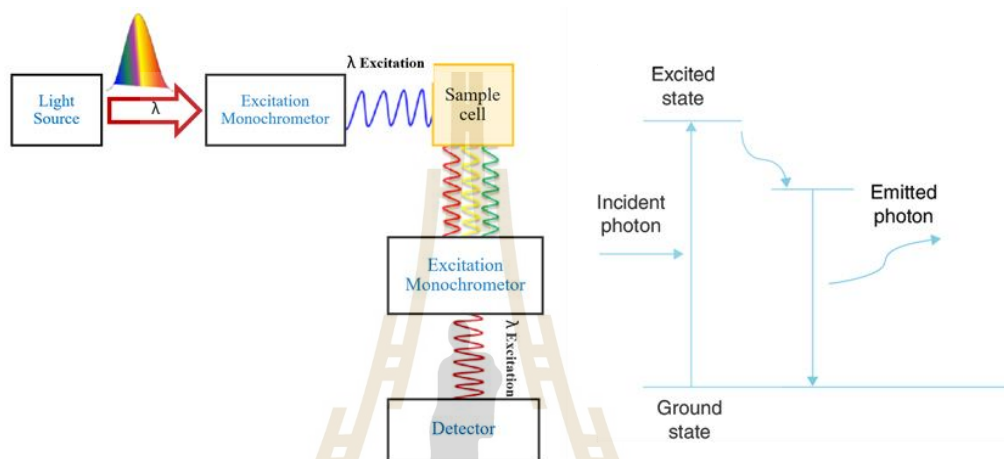 Light
Source
λ
Excitation
Monochrometor
λ Excitation
Sample
cell
Excitation
Monochrometor
λ Excitation
Detector
Excited
state
Incident
photon
Emitted
photon
Ground
state